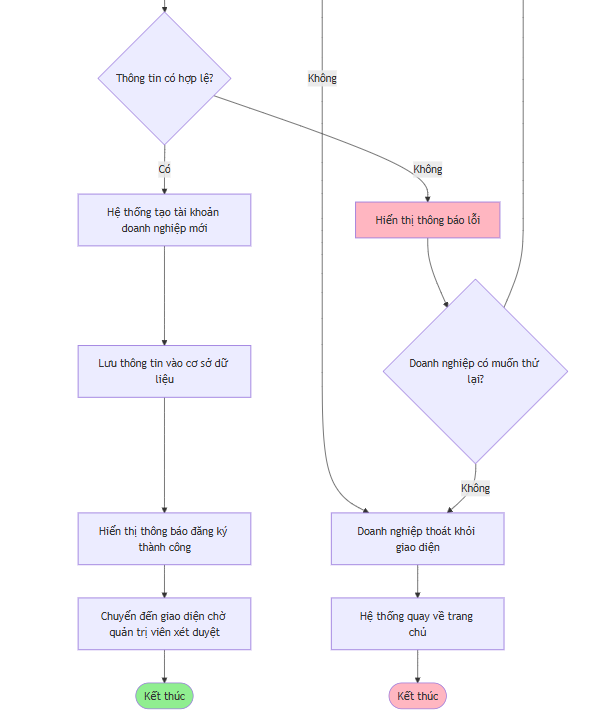 Thông tin có hợp lệ?
Không
Có
Không
Hệ thống tạo tài khoản
doanh nghiệp mới
Hiển thị thông báo lỗi
Lưu thông tin vào cơ sở dữ
liệu
Doanh nghiệp có muốn thử
lại?
Không
Hiển thị thông báo đăng ký
thành công
Doanh nghiệp thoát khỏi
giao diện
Chuyển đến giao diện chờ
quản trị viên xét duyệt
Hệ thống quay về trang
chủ
Kết thúc
Kết thúc